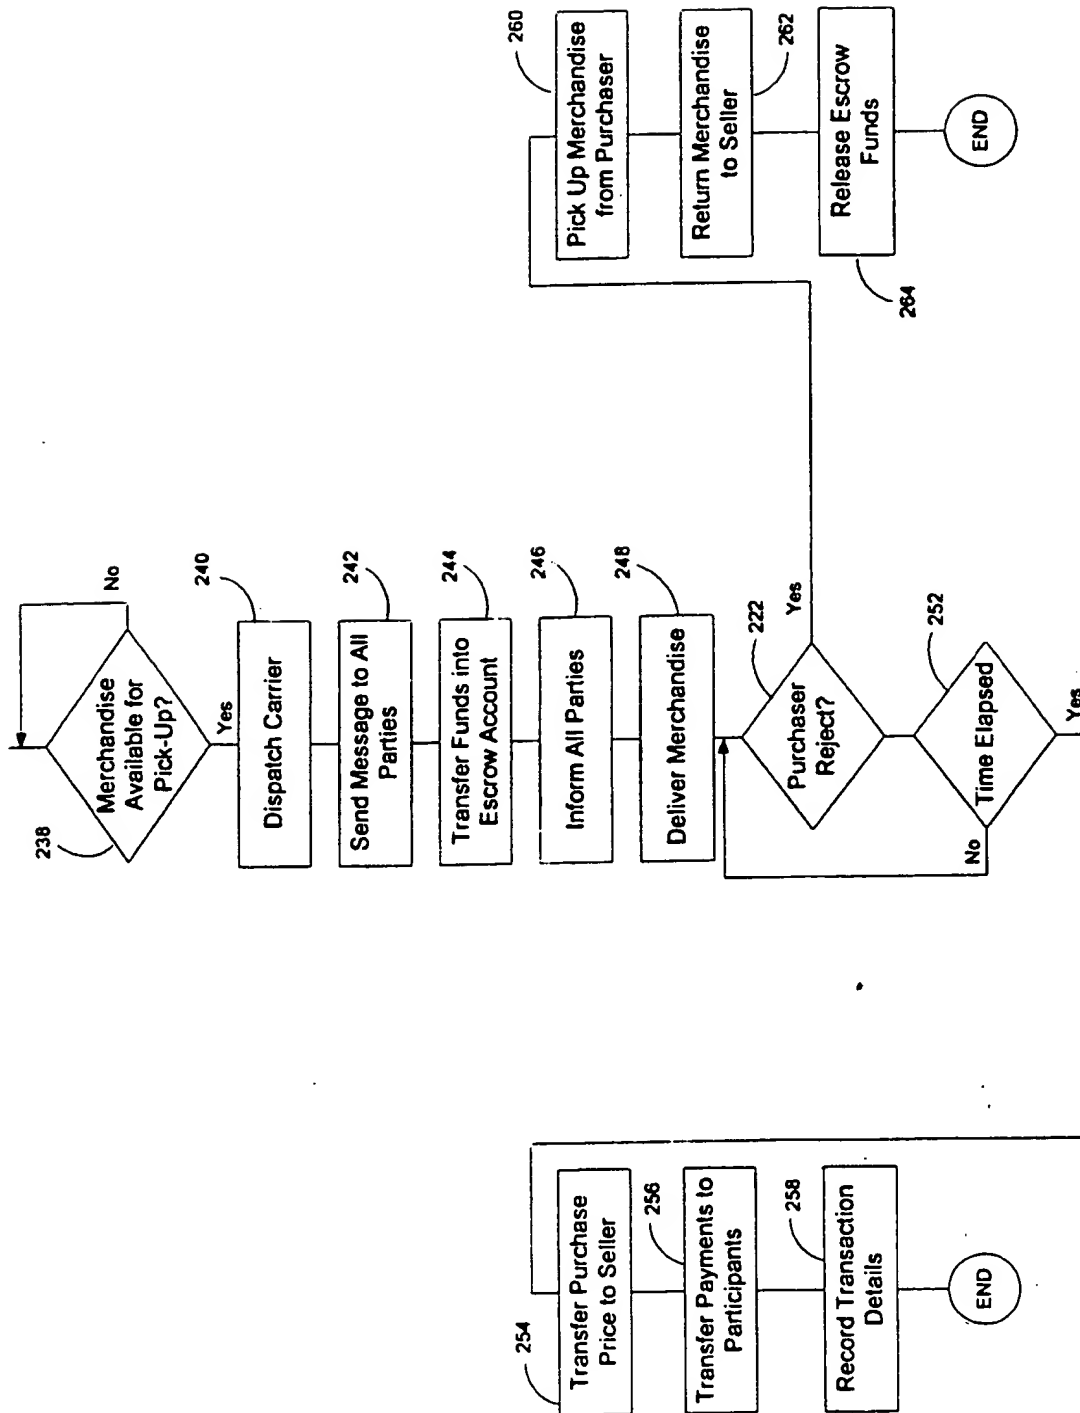 238
Merchandise
Available for
Pick-Up?
No
Yes
240
Dispatch Carrier
242
Send Message to All
Parties
244
Transfer Funds into
Escrow Account
246
Inform All Parties
248
Deliver Merchandise
222
Purchaser
Reject?
Yes
252
Time Elapsed
No
Yes
254
Transfer Purchase
Price to Seller
256
Transfer Payments to
Participants
258
Record Transaction
Details
END
260
Pick Up Merchandise
from Purchaser
262
Return Merchandise
to Seller
264
Release Escrow
Funds
END